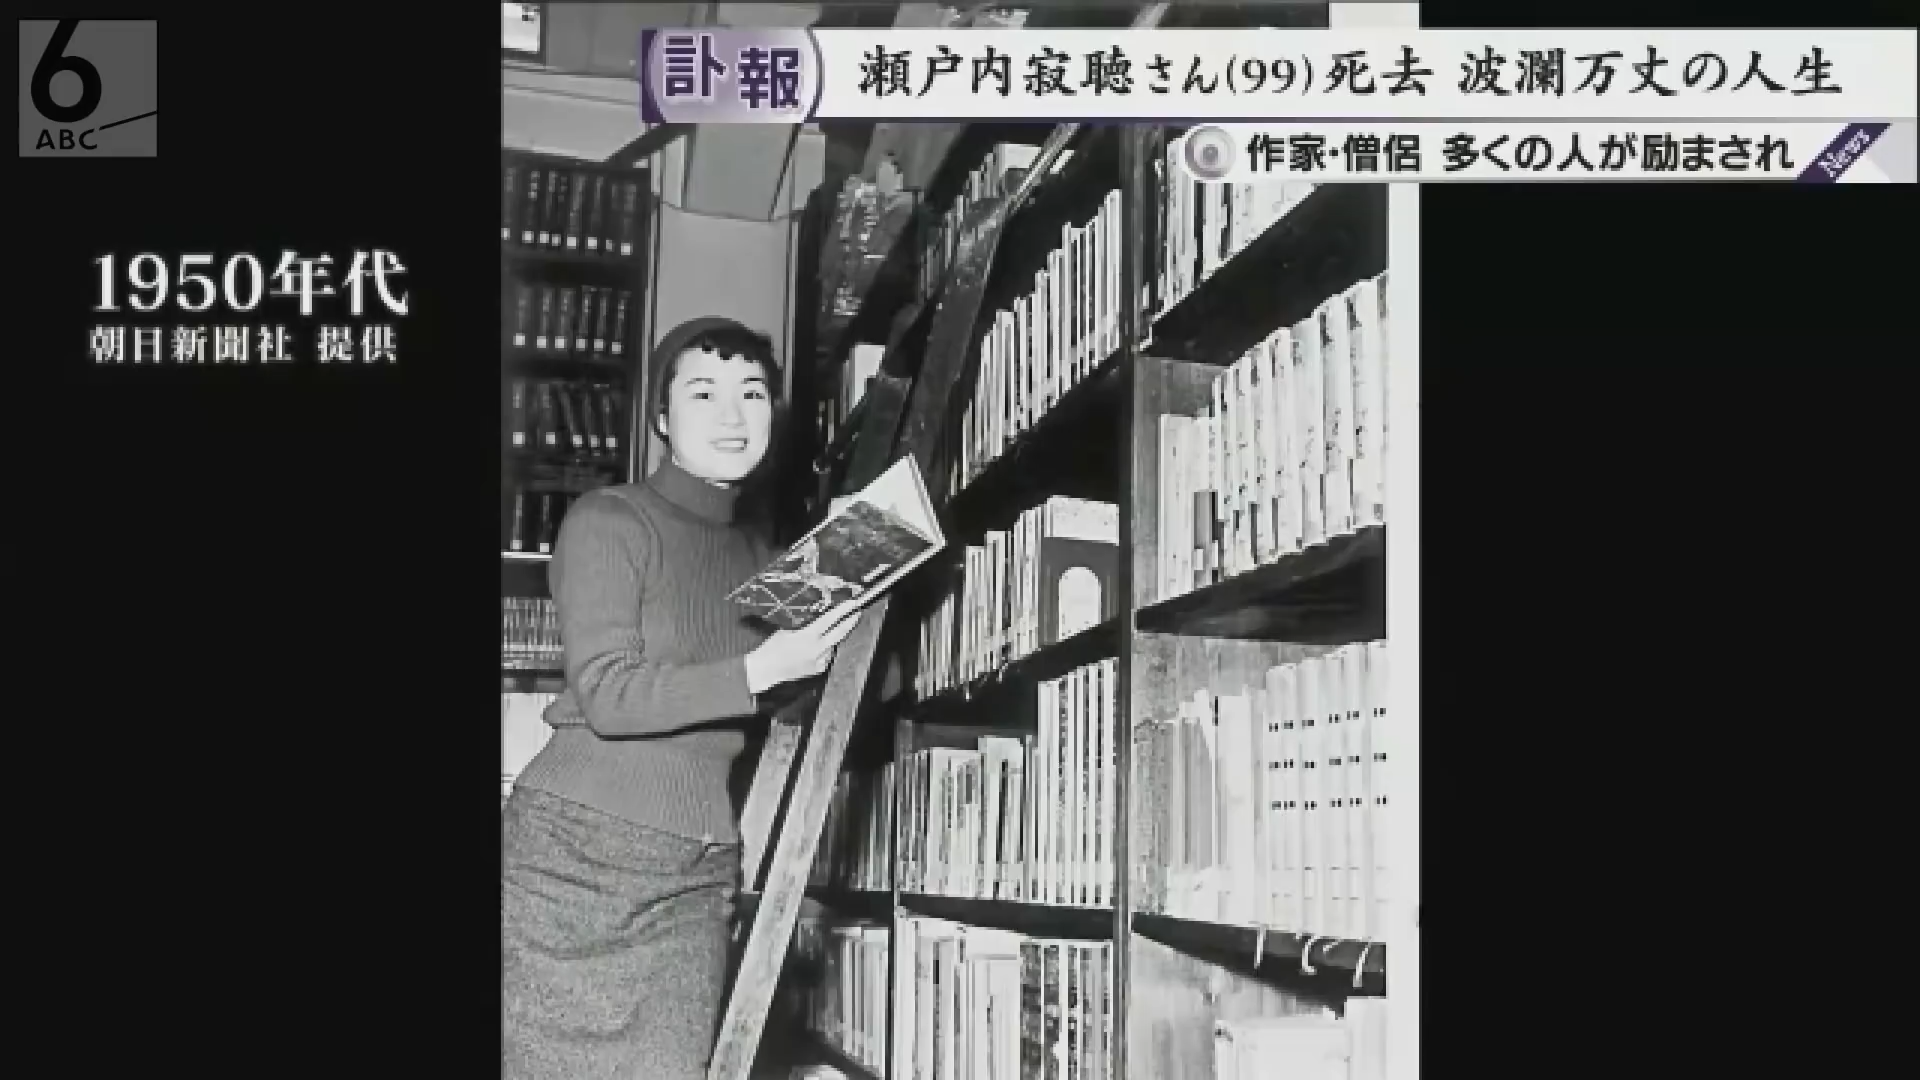 6
ABC
訃報
瀬戸内寂聴さん(99)死去 波瀾万丈の人生
作家・僧侶 多くの人が励まされ
News
1950年代
朝日新聞社 提供